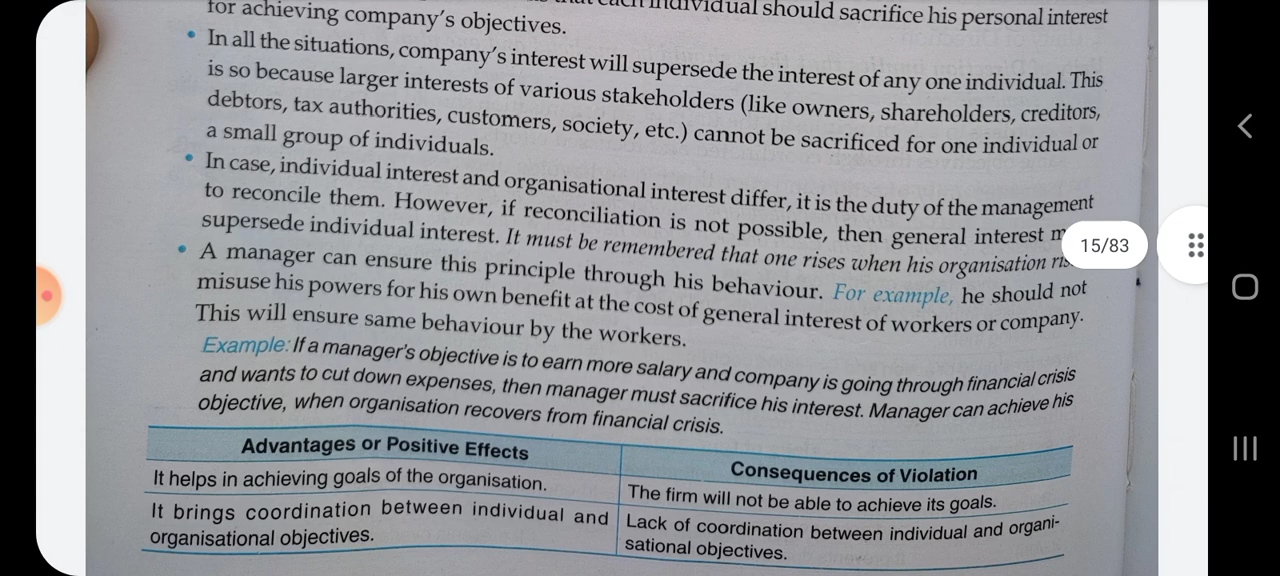 individual should sacrifice his personal interest
for achieving company's objectives.
• In all the situations, company's interest will supersede the interest of any one individual. This
is so because larger interests of various stakeholders (like owners, shareholders, creditors,
debtors, tax authorities, customers, society, etc.) cannot be sacrificed for one individual or
a small group of individuals.
• In case, individual interest and organisational interest differ, it is the duty of the management
to reconcile them. However, if reconciliation is not possible, then general interest
supersede individual interest. It must be remembered that one rises when his organisation
• A manager can ensure this principle through his behaviour. For example, he should not
misuse his powers for his own benefit at the cost of general interest of workers or company.
This will ensure same behaviour by the workers.
Example: If a manager's objective is to earn more salary and company is going through financial crisis
and wants to cut down expenses, then manager must sacrifice his interest. Manager can achieve his
objective, when organisation recovers from financial crisis.
Advantages or Positive Effects
Consequences of Violation
It helps in achieving goals of the organisation.
The firm will not be able to achieve its goals.
It brings coordination between individual and
organisational objectives.
Lack of coordination between individual and organi-
sational objectives.
15/83